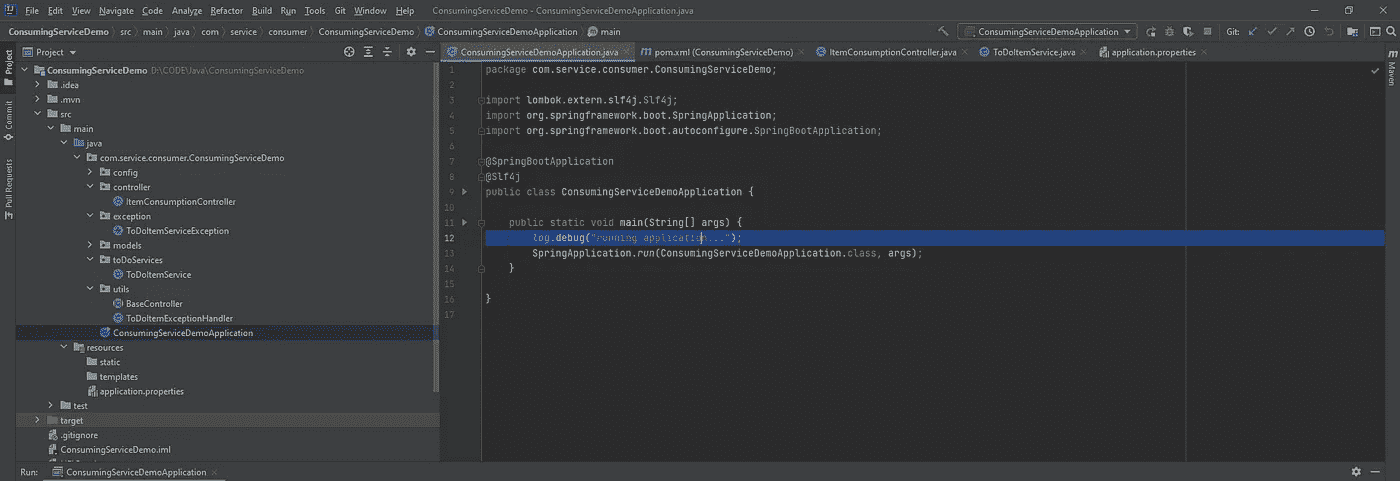 File Edit View Navigate Code Analyze Refactor Build Run Tools Git Window Help ConsumingServiceDemo - ConsumingServiceDemoApplication.java
ConsumingServiceDemo src main java com service consumer ConsumingServiceDemo ConsumingServiceDemoApplication main ConsumingServiceDemoApplication Git:
Project
Commit
Pull Requests
Project
ConsumingServiceDemo D:\CODE\Java\ConsumingServiceDemo
.idea
.mvn
src
main
java
com.service.consumer.ConsumingServiceDemo
config
controller
ItemConsumptionController
exception
ToDoItemServiceException
models
toDoServices
ToDoItemService
utils
BaseController
ToDoItemExceptionHandler
ConsumingServiceDemoApplication
resources
static
templates
application.properties
test
target
.gitignore
ConsumingServiceDemo.iml
ConsumingServiceDemoApplication.java pom.xml (ConsumingServiceDemo) ItemConsumptionController.java ToDoItemService.java application.properties
1 package com.service.consumer.ConsumingServiceDemo;
2
3 import lombok.extern.slf4j.Slf4j;
4 import org.springframework.boot.SpringApplication;
5 import org.springframework.boot.autoconfigure.SpringBootApplication;
6
7 @SpringBootApplication
8 @Slf4j
9 public class ConsumingServiceDemoApplication {
10
11 public static void main(String[] args) {
12 log.debug("running application...");
13 SpringApplication.run(ConsumingServiceDemoApplication.class, args);
14 }
15
16 }
17
Maven
Run: ConsumingServiceDemoApplication